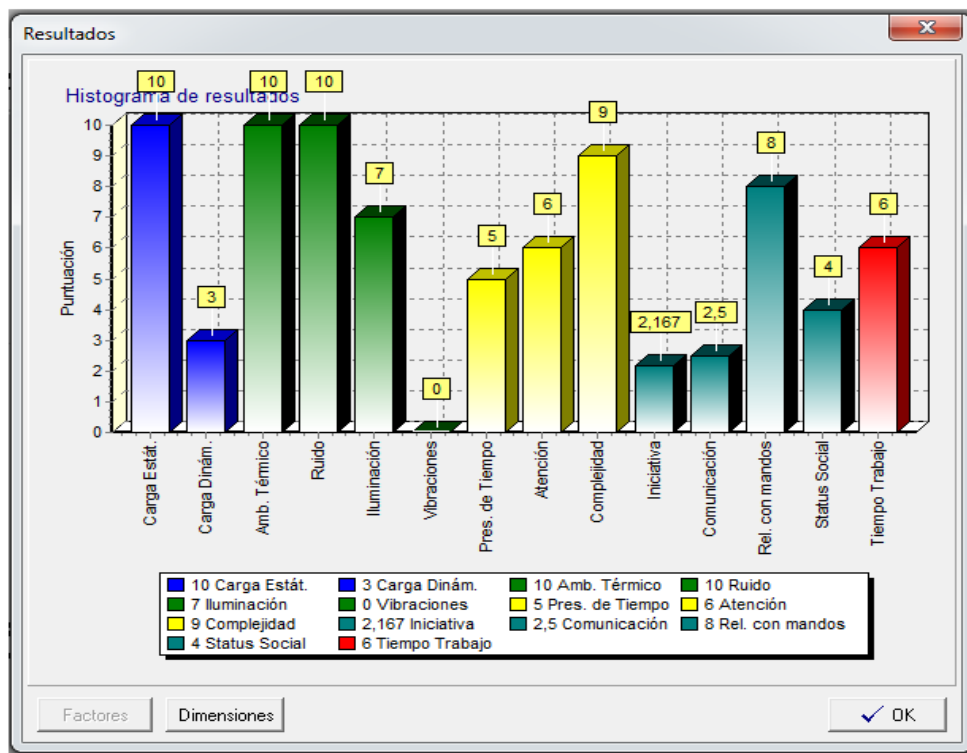 Resultados
Histograma de resultados
10
10
10
9
8
7
6
6
5
4
3
2,5
2,167
0
Puntuación
10
9
8
7
6
5
4
3
2
1
0
Carga Estát.
Carga Dinám.
Amb. Térmico
Ruido
Iluminación
Vibraciones
Pres. de Tiempo
Atención
Complejidad
Iniciativa
Comunicación
Rel. con mandos
Status Social
Tiempo Trabajo
10 Carga Estát. 3 Carga Dinám. 10 Amb. Térmico 10 Ruido
7 Iluminación 0 Vibraciones 5 Pres. de Tiempo 6 Atención
9 Complejidad 2,167 Iniciativa 2,5 Comunicación 8 Rel. con mandos
4 Status Social 6 Tiempo Trabajo
Factores Dimensiones OK